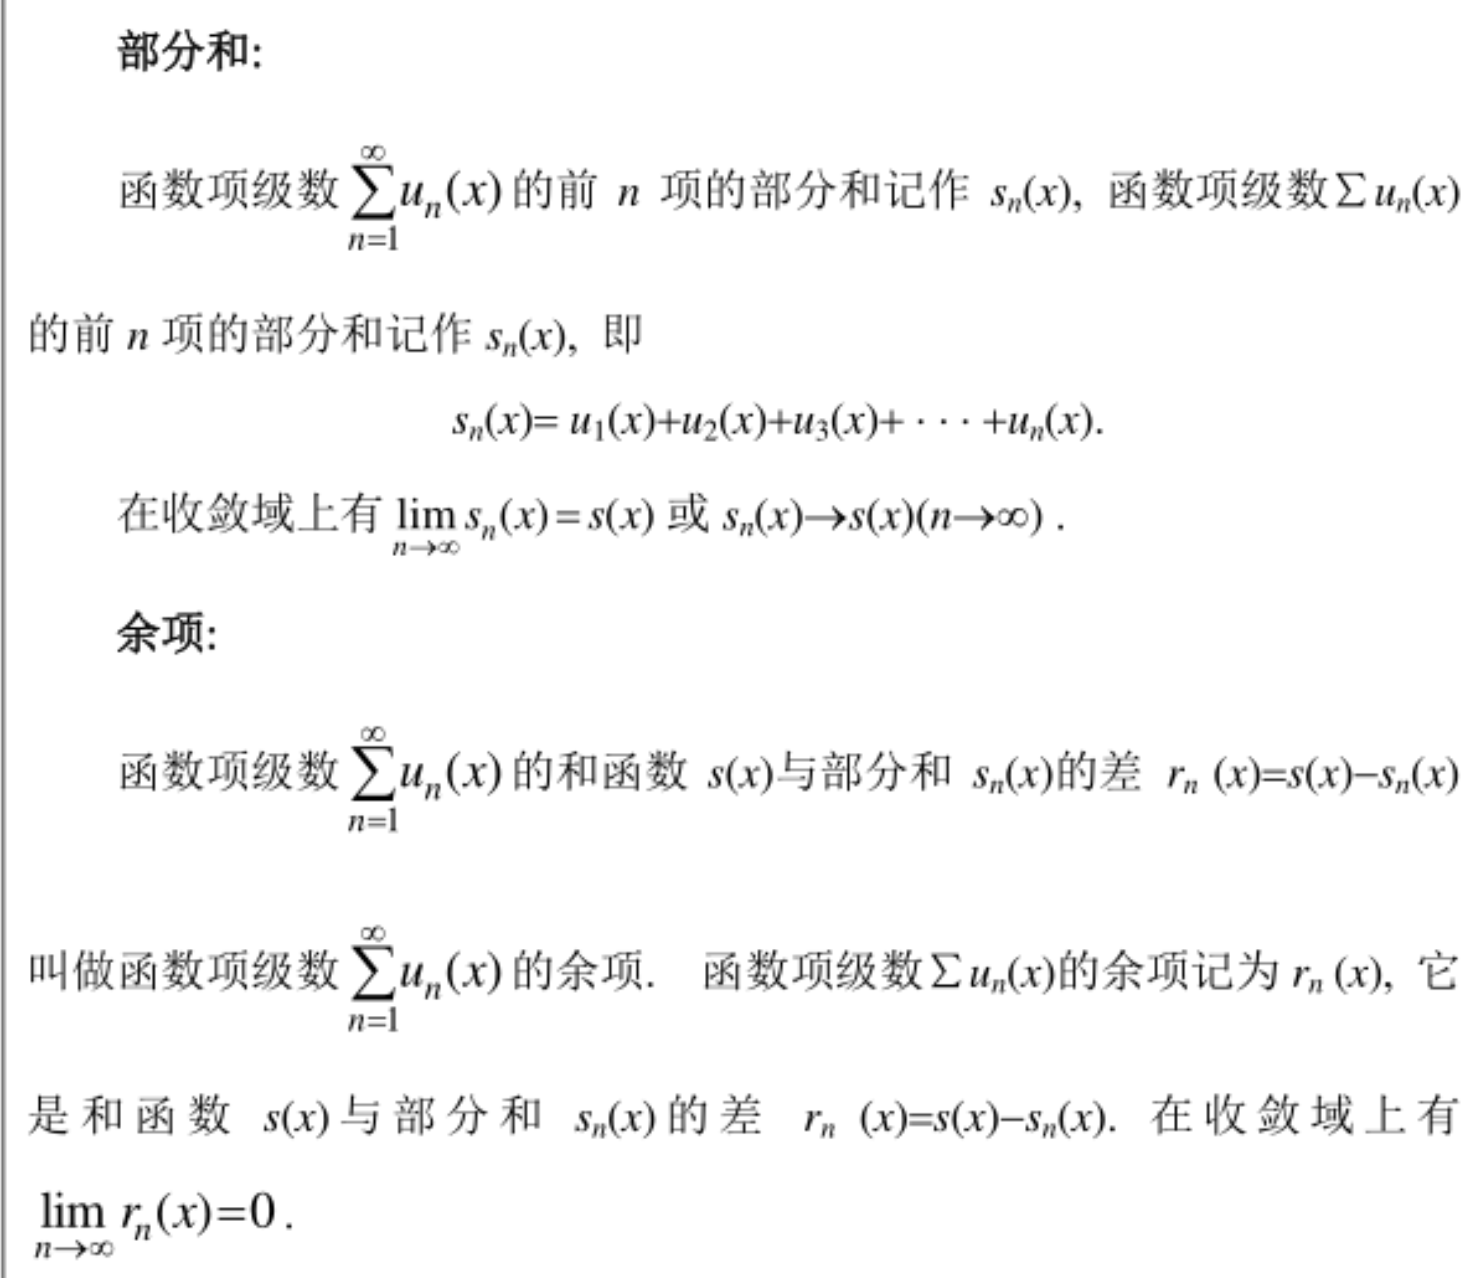 部分和:
函数项级数 $\sum_{n=1}^{\infty} u_n(x)$ 的前 n 项的部分和记作 $s_n(x)$, 函数项级数∑$u_n(x)$
的前 n 项的部分和记作 $s_n(x)$, 即
$s_n(x)= u_1(x)+u_2(x)+u_3(x)+ \cdot \cdot \cdot +u_n(x)$.
在收敛域上有 $\lim_{n\to\infty} s_n(x)=s(x)$ 或 $s_n(x)\to s(x)(n\to\infty)$ .
余项:
函数项级数 $\sum_{n=1}^{\infty} u_n(x)$ 的和函数 $s(x)$与部分和 $s_n(x)$的差 $r_n (x)=s(x)-s_n(x)$
叫做函数项级数 $\sum_{n=1}^{\infty} u_n(x)$ 的余项. 函数项级数∑$u_n(x)$的余项记为 $r_n (x)$, 它
是和函数 $s(x)$与部分和 $s_n(x)$的差 $r_n (x)=s(x)-s_n(x)$. 在收敛域上有
$\lim_{n\to\infty} r_n(x)=0$ .